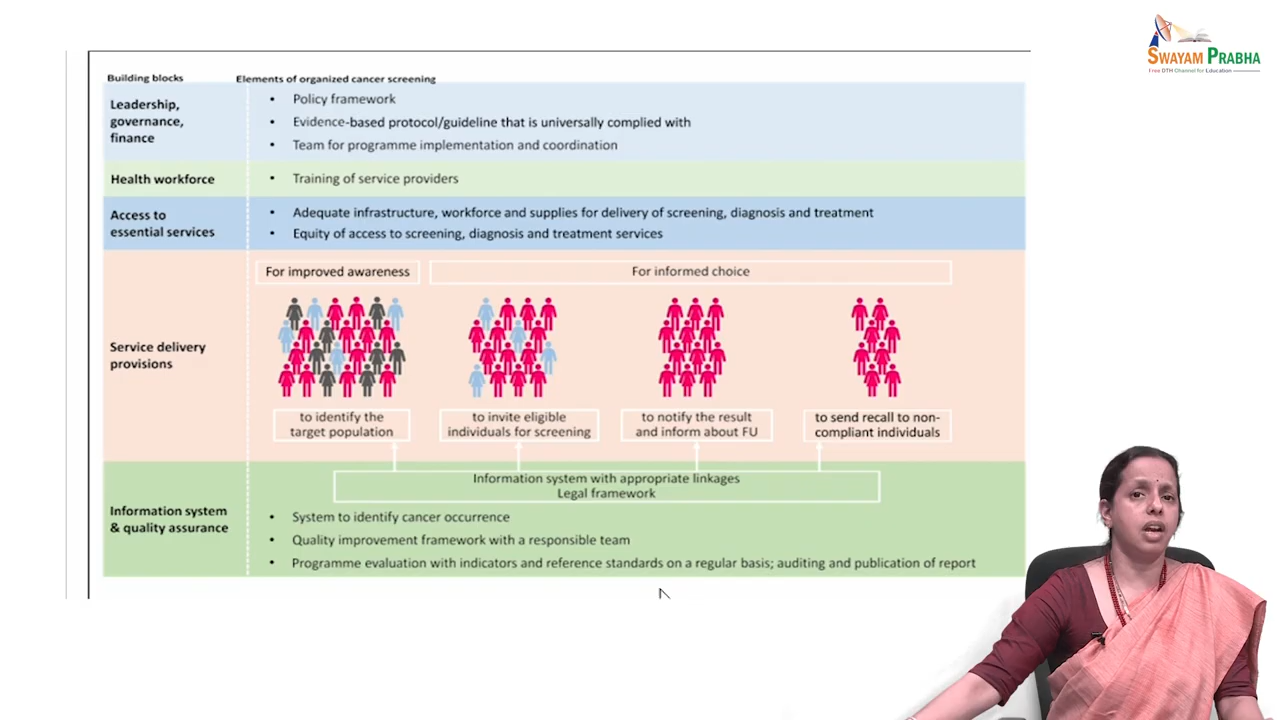 SWAYAM PRABHA
Free DTH Channel for Education
Building blocks
Elements of organized cancer screening
Leadership,
governance,
finance
• Policy framework
• Evidence-based protocol/guideline that is universally complied with
• Team for programme implementation and coordination
Health workforce
• Training of service providers
Access to
essential services
• Adequate infrastructure, workforce and supplies for delivery of screening, diagnosis and treatment
• Equity of access to screening, diagnosis and treatment services
Service delivery
provisions
For improved awareness
For informed choice
to identify the
target population
to invite eligible
individuals for screening
to notify the result
and inform about FU
to send recall to non-
compliant individuals
Information system
& quality assurance
Information system with appropriate linkages
Legal framework
• System to identify cancer occurrence
• Quality improvement framework with a responsible team
• Programme evaluation with indicators and reference standards on a regular basis; auditing and publication of report